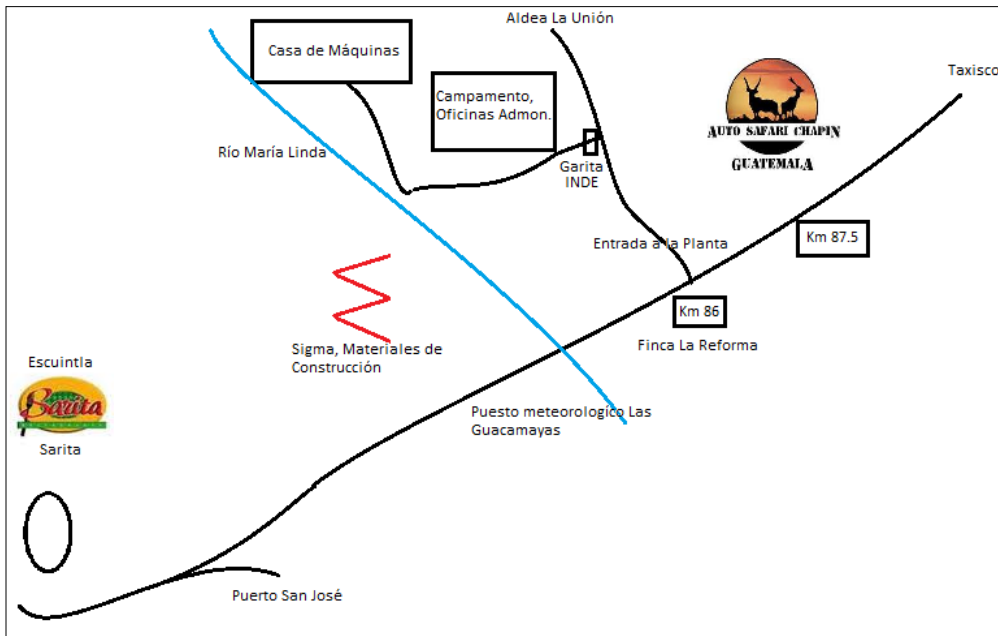 Aldea La Unión
Casa de Máquinas
Taxisco
Campamento,
Oficinas Admon.
AUTO SAFARI CHAPIN
GUATEMALA
Río María Linda
Garita
INDE
Entrada a la Planta
Km 87.5
Km 86
Finca La Reforma
Sigma, Materiales de
Construcción
Escuintla
Sarita
Puesto meteorologíco Las
Guacamayas
Sarita
Puerto San José